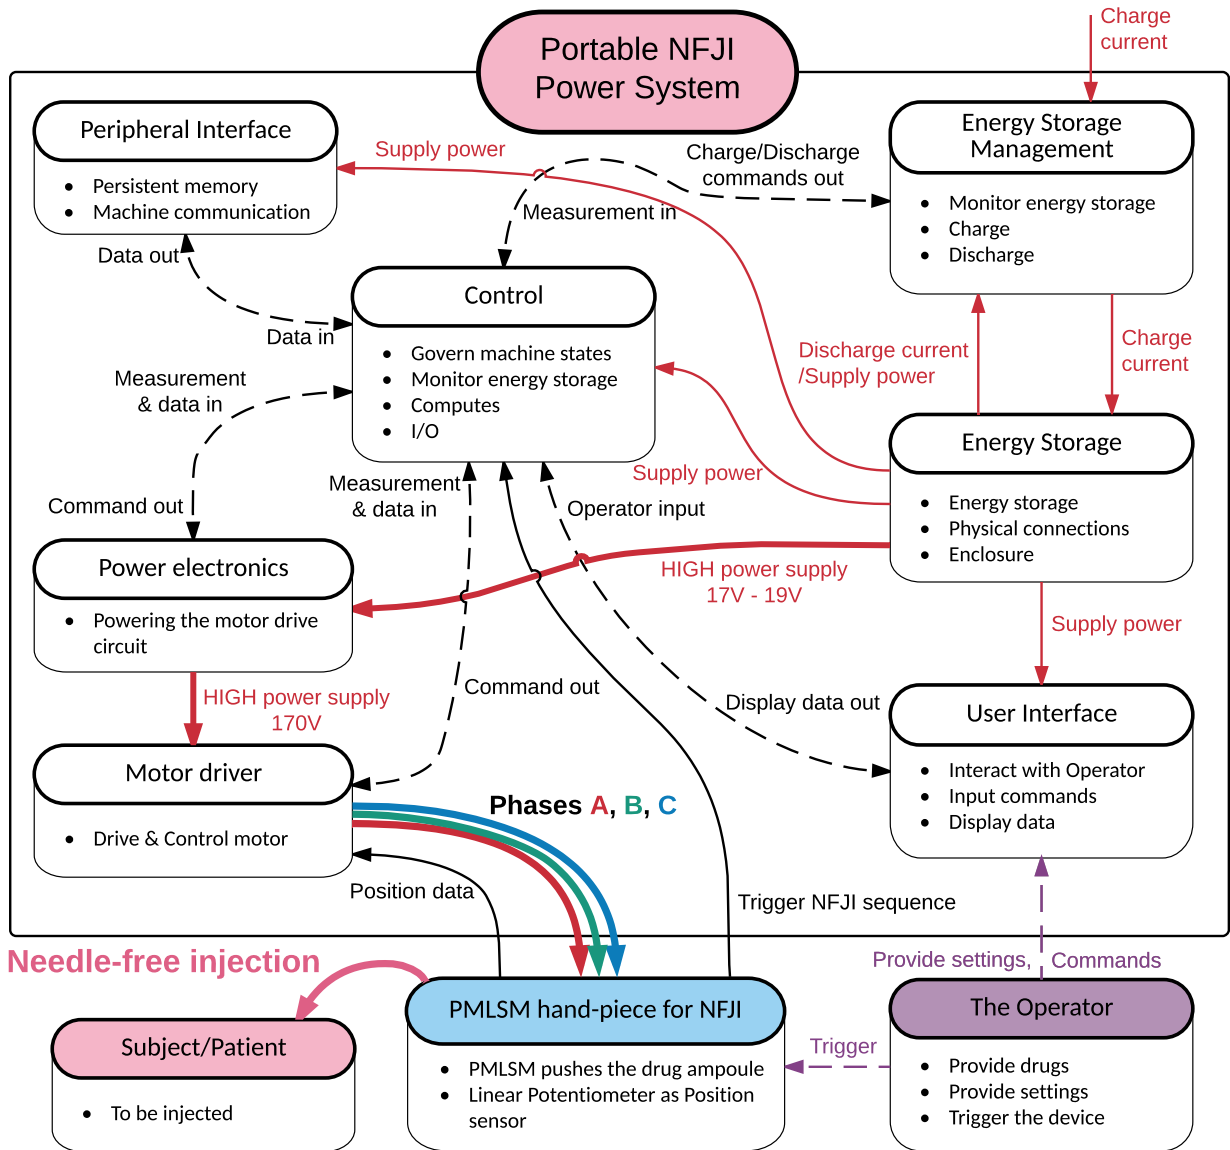 Portable NFJI
Power System
Charge
current
Peripheral Interface
• Persistent memory
• Machine communication
Supply power
Charge/Discharge
commands out
Measurement in
Energy Storage
Management
• Monitor energy storage
• Charge
• Discharge
Data out
Data in
Control
• Govern machine states
• Monitor energy storage
• Computes
• I/O
Discharge current
/Supply power
Charge
current
Measurement
& data in
Command out
Measurement
& data in
Supply power
Operator input
Energy Storage
• Energy storage
• Physical connections
• Enclosure
Power electronics
• Powering the motor drive
circuit
HIGH power supply
17V - 19V
Supply power
HIGH power supply
170V
Command out
Display data out
User Interface
• Interact with Operator
• Input commands
• Display data
Motor driver
• Drive & Control motor
Phases A, B, C
Position data
Trigger NFJI sequence
Needle-free injection
Provide settings, Commands
Subject/Patient
• To be injected
PMLSM hand-piece for NFJI
• PMLSM pushes the drug ampoule
• Linear Potentiometer as Position
sensor
Trigger
The Operator
• Provide drugs
• Provide settings
• Trigger the device